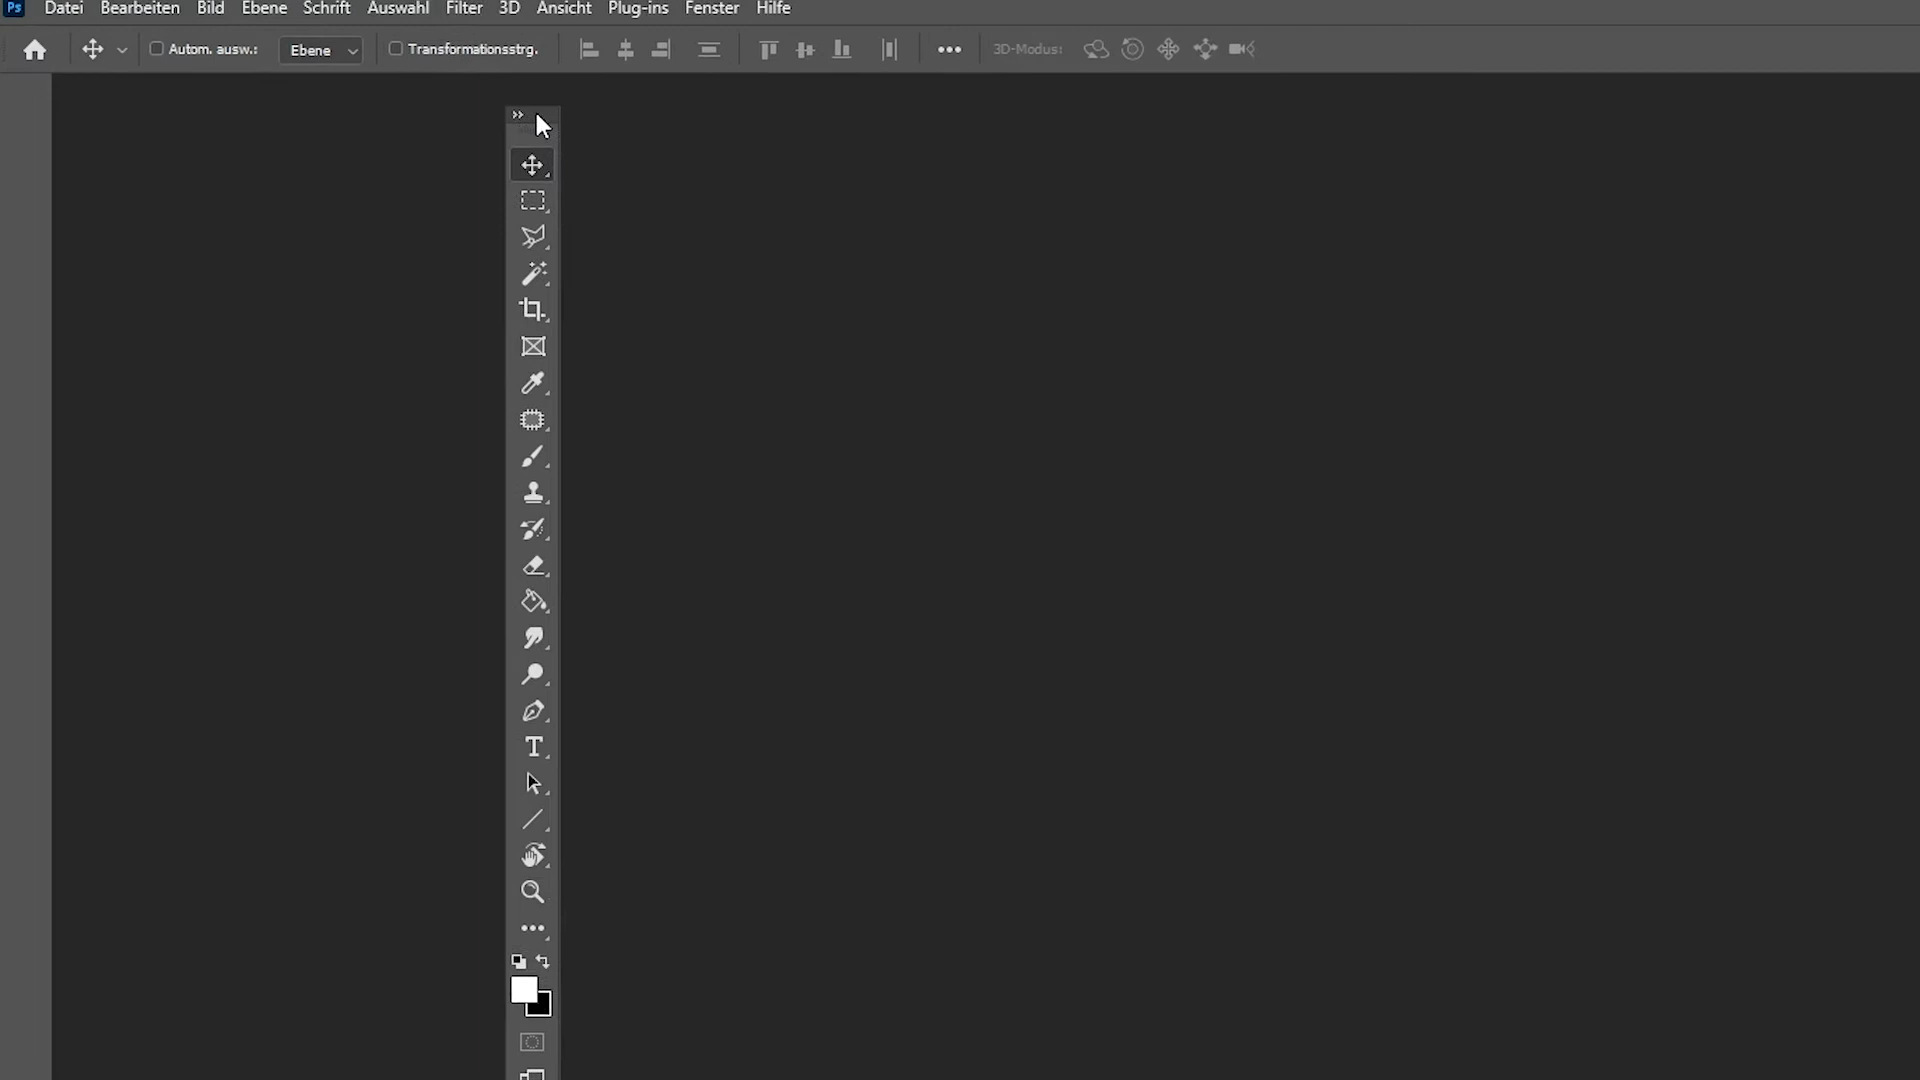 Ps Datei Bearbeiten Bild Ebene Schrift Auswahl Filter 3D Ansicht Plug-ins Fenster Hilfe
Autom. ausw.: Ebene Transformationsstrg. 3D-Modus: